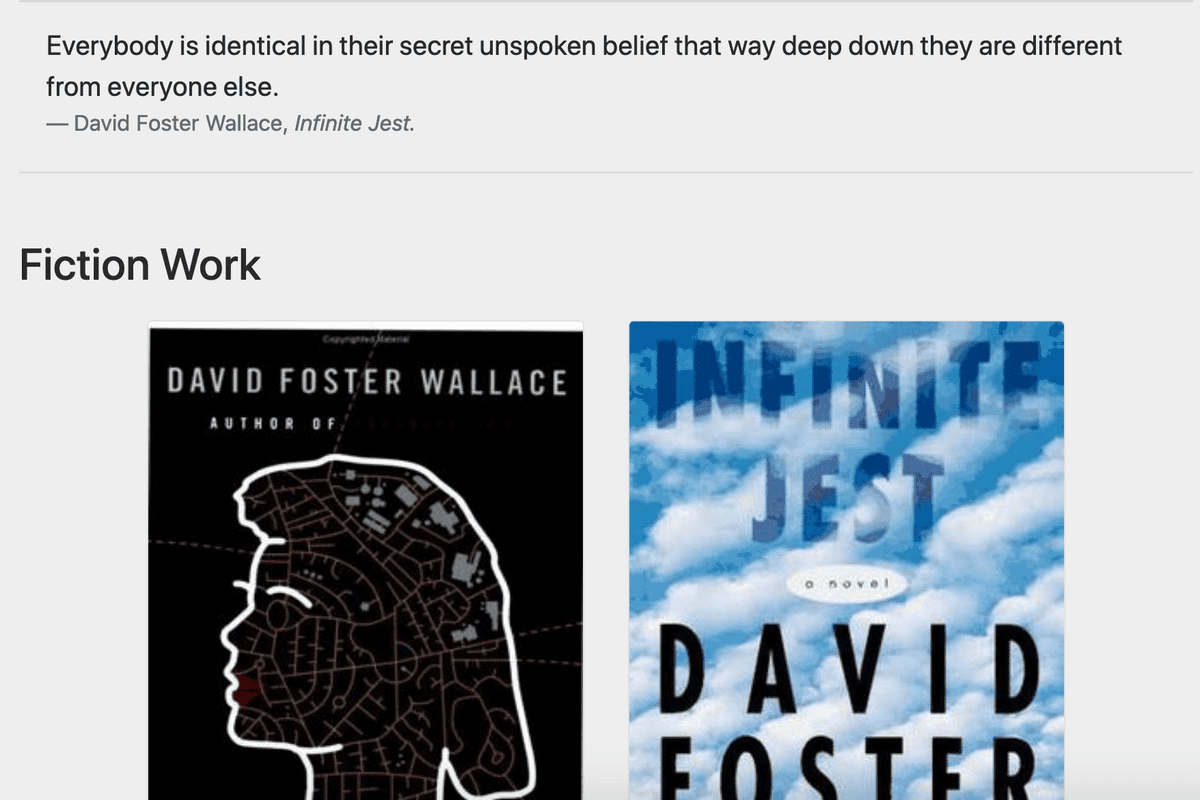 Everybody is identical in their secret unspoken belief that way deep down they are different
from everyone else.
— David Foster Wallace, Infinite Jest.
Fiction Work
Copyrighted Material
DAVID FOSTER WALLACE
AUTHOR OF
INFINITE
JEST
a novel
DAVID
FOSTER